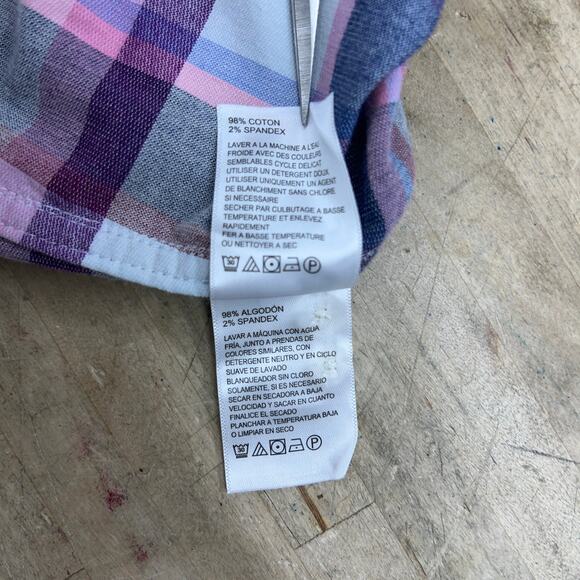 98% COTON
2% SPANDEX
LAVER A LA MACHINE A L'EAU
FROIDE AVEC DES COULEURS
SEMBLABLES CYCLE DELICAT
UTILISER UN DETERGENT DOUX
UTILISER UNIQUEMENT UN AGENT
DE BLANCHIMENT SANS CHLORE
SI NECESSAIRE
SECHER PAR CULBUTAGE A BASSE
TEMPERATURE ET ENLEVEZ
RAPIDEMENT
FER A BASSE TEMPERATURE
OU NETTOYER A SEC
30 P
98% ALGODÓN
2% SPANDEX
LAVAR A MÁQUINA CON AGUA
FRÍA, JUNTO A PRENDAS DE
COLORES SIMILARES, CON
DETERGENTE NEUTRO Y EN CICLO
SUAVE DE LAVADO
BLANQUEADOR SIN CLORO
SOLAMENTE, SI ES NECESARIO
SECAR EN SECADORA A BAJA
VELOCIDAD Y SACAR EN CUANTO
FINALICE EL SECADO
PLANCHAR A TEMPERATURA BAJA
O LIMPIAR EN SECO
30 P